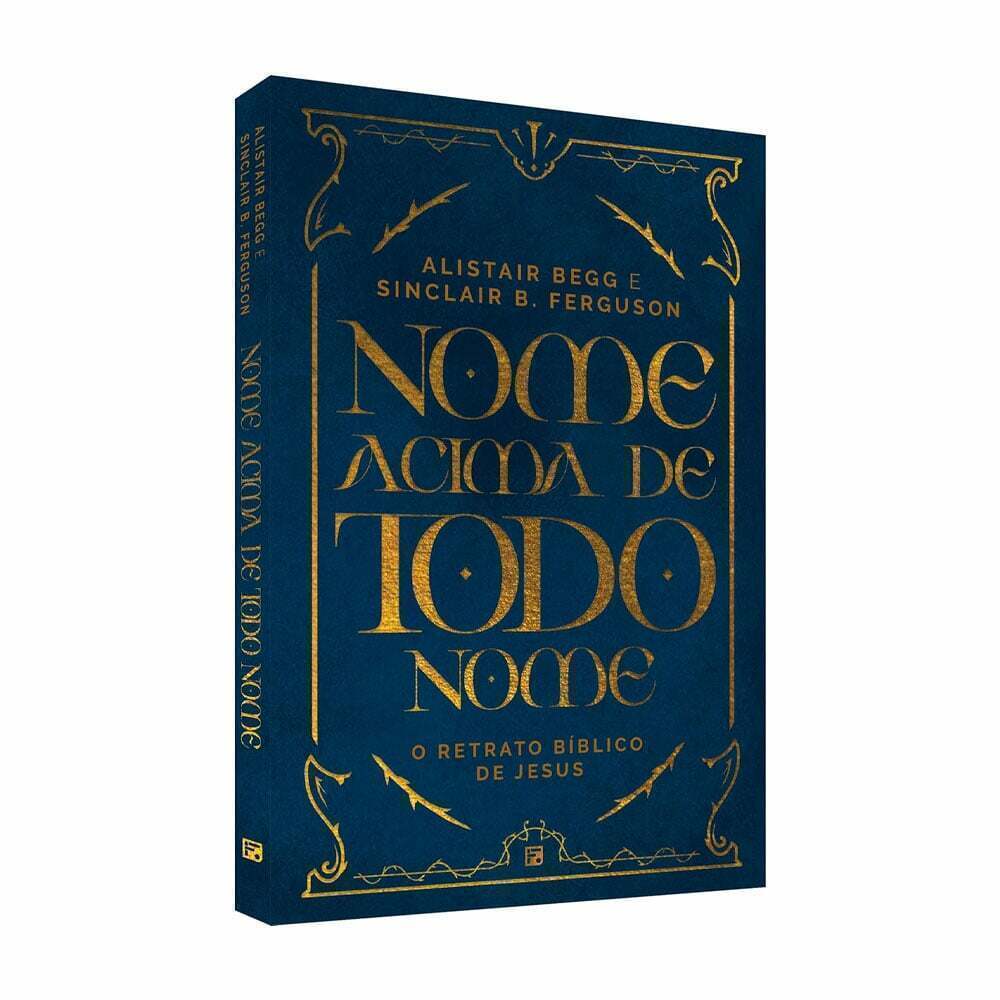 ALISTAIR BEGG E
SINCLAIR B. FERGUSON
NOME ACIMA DE TODO NOME
ALISTAIR BEGG E
SINCLAIR B. FERGUSON
NOME
ACIMA DE
TODO
NOME
O RETRATO BÍBLICO
DE JESUS